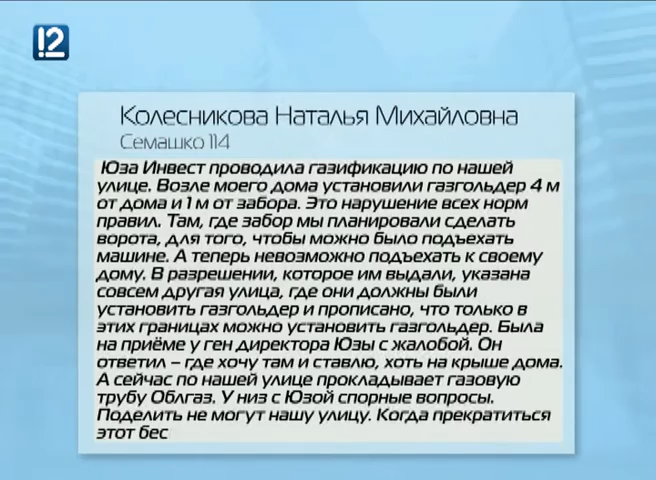 12
Колесникова Наталья Михайловна
Семашко 114
Юза Инвест проводила газификацию по нашей
улице. Возле моего дома установили газгольдер 4 м
от дома и 1 м от забора. Это нарушение всех норм
правил. Там, где забор мы планировали сделать
ворота, для того, чтобы можно было подъехать
машине. А теперь невозможно подъехать к своему
дому. В разрешении, которое им выдали, указана
совсем другая улица, где они должны были
установить газгольдер и прописано, что только в
этих границах можно установить газгольдер. Была
на приёме у ген директора Юзы с жалобой. Он
ответил – где хочу там и ставлю, хоть на крыше дома.
А сейчас по нашей улице прокладывает газовую
трубу Облгаз. У низ с Юзой спорные вопросы.
Поделить не могут нашу улицу. Когда прекратиться
этот бес